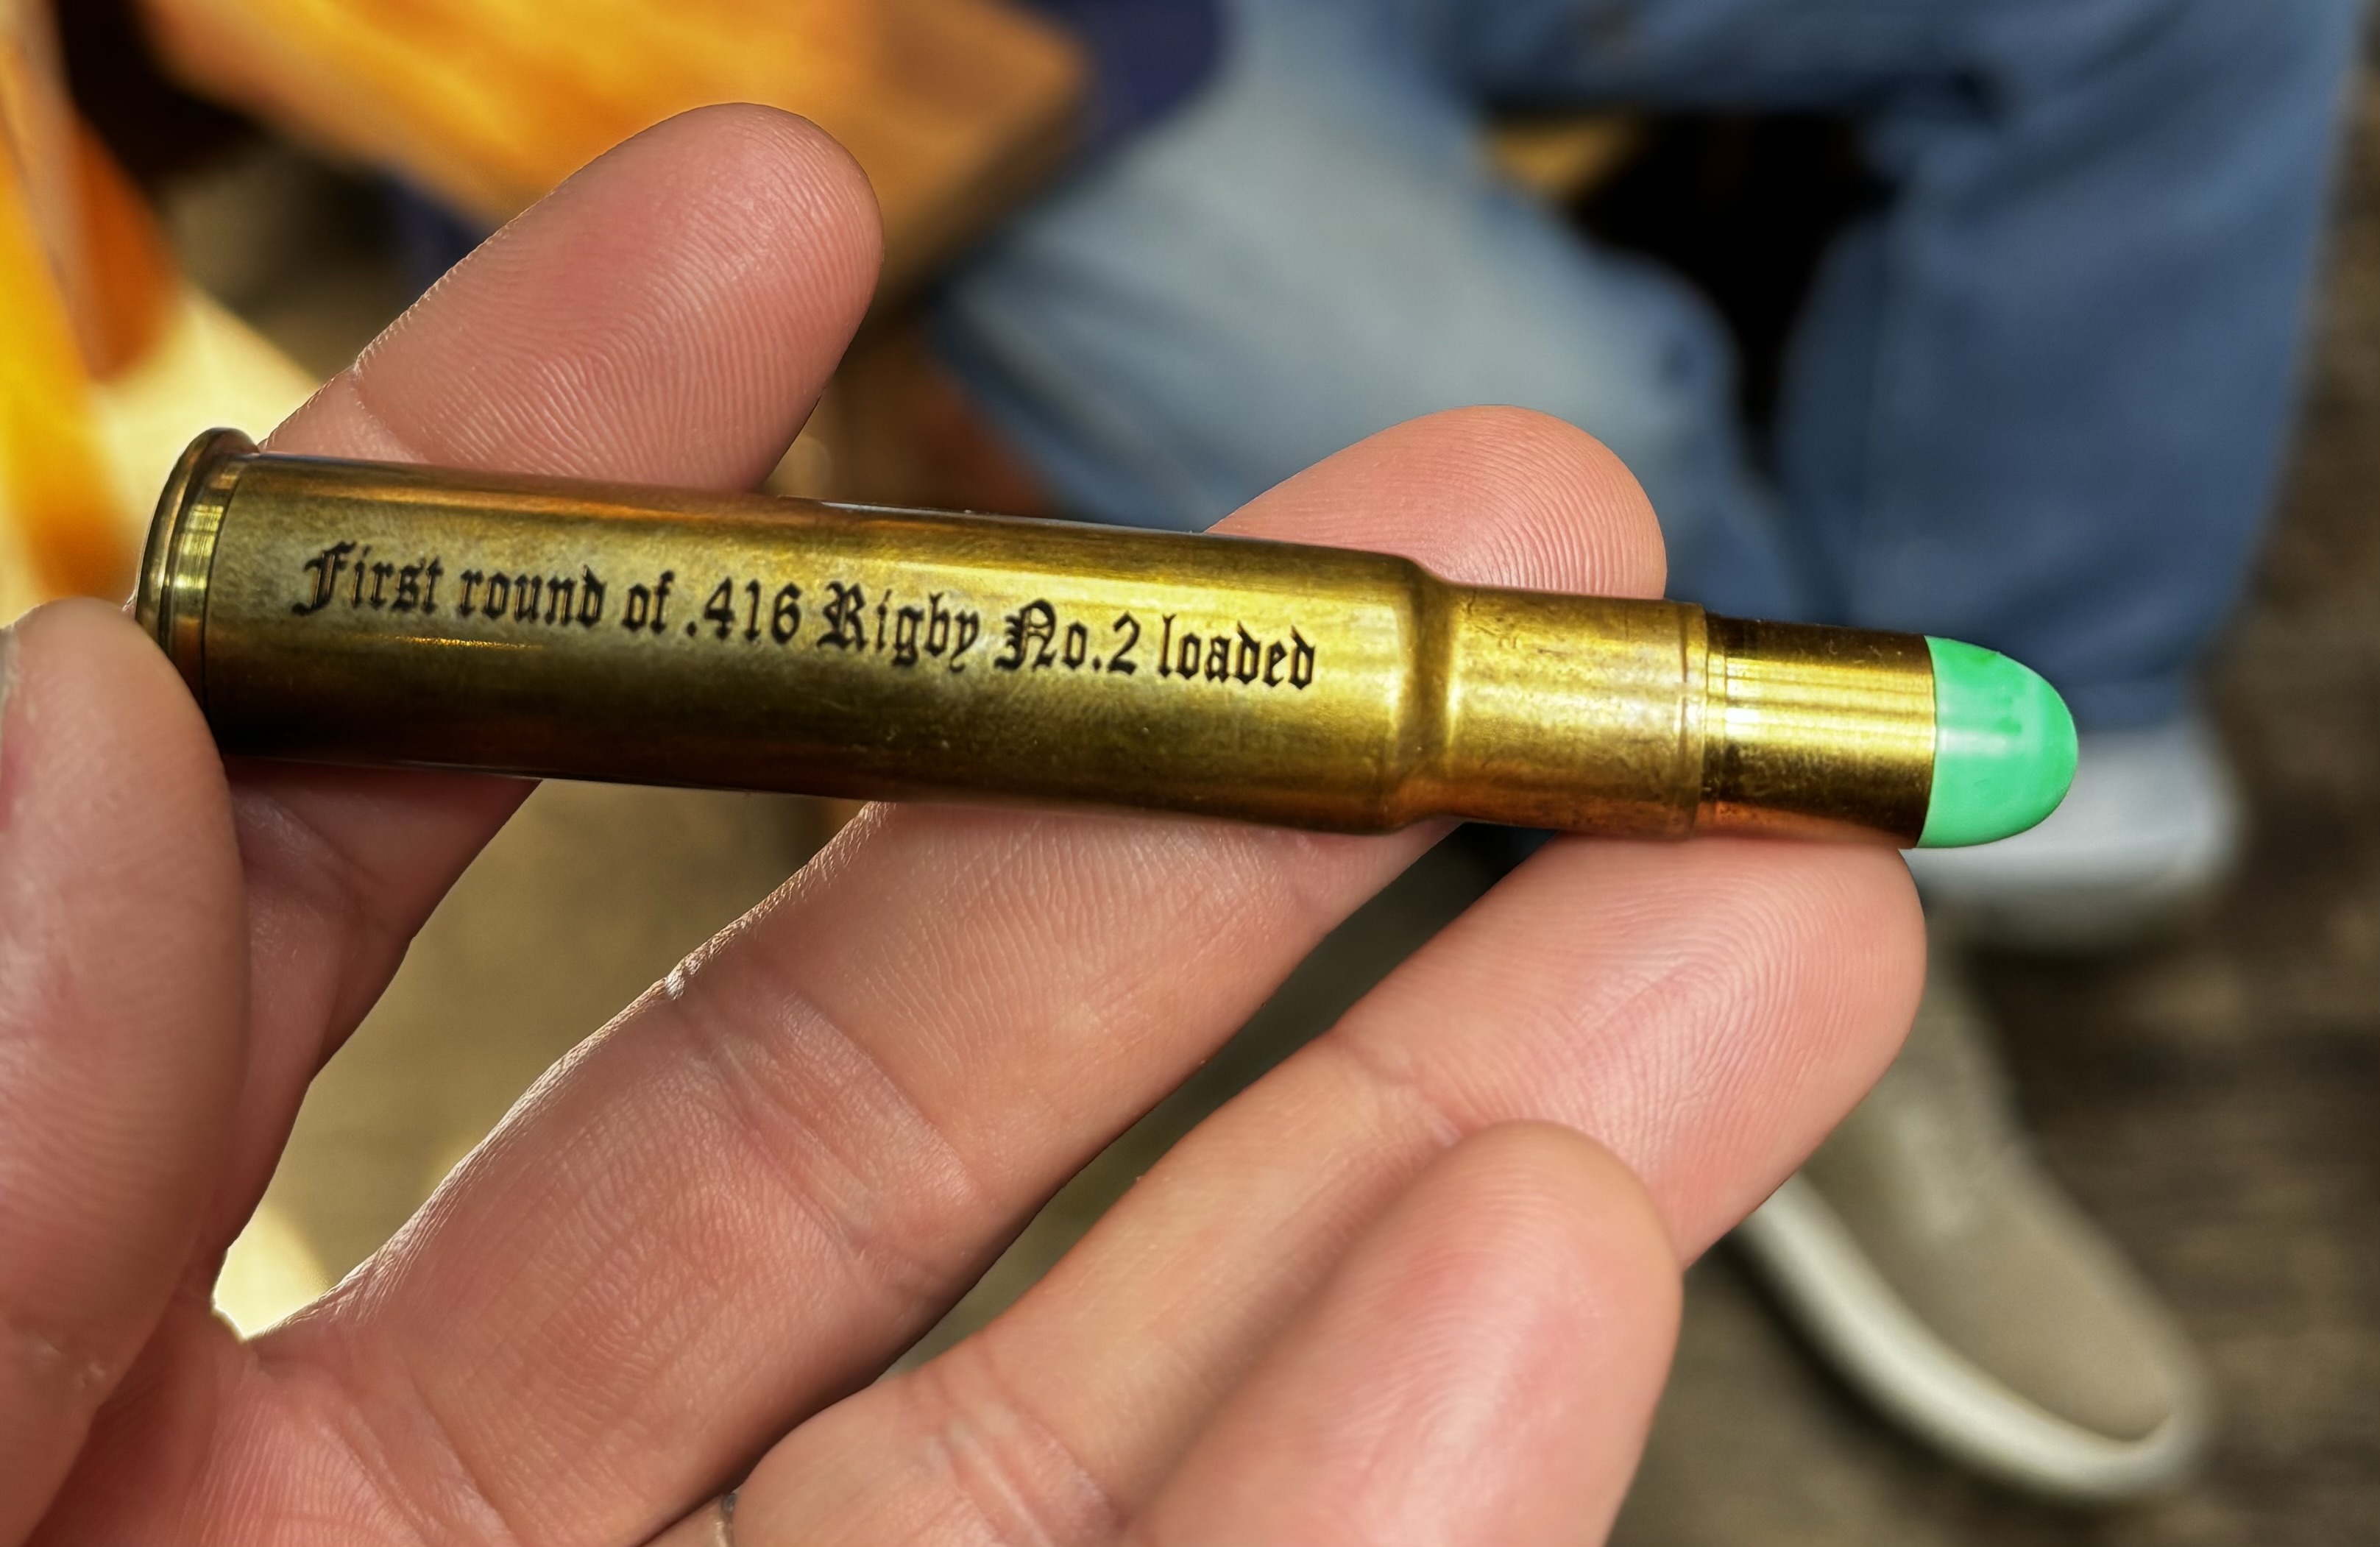 First round of .416 Rigby No.2 loaded